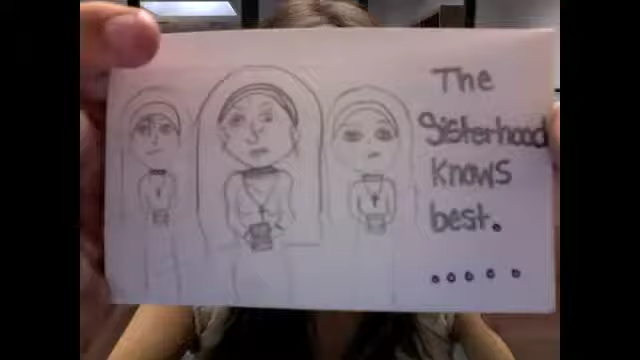 The
Sisterhood
Knows
best.
.....